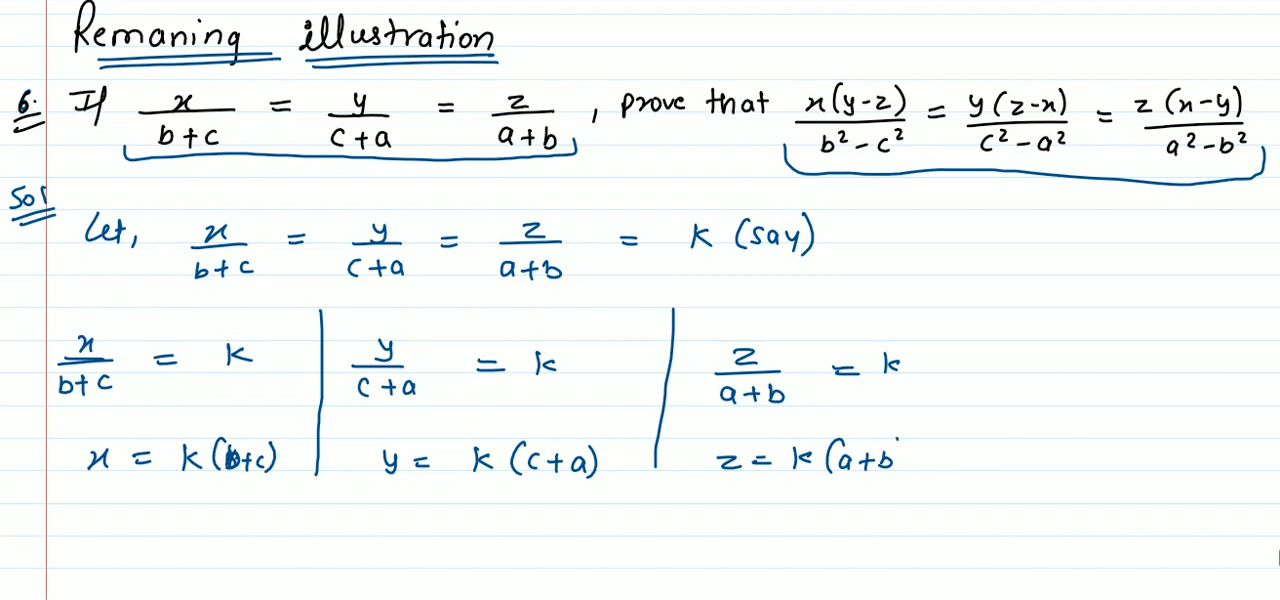 Remaning illustration
6. If x/(b+c) = y/(c+a) = z/(a+b), prove that x(y-z)/(b²-c²) = y(z-x)/(c²-a²) = z(x-y)/(a²-b²)
Sol
Let, x/(b+c) = y/(c+a) = z/(a+b) = k (say)
x/(b+c) = k | y/(c+a) = k | z/(a+b) = k
x = k(b+c) | y = k(c+a) | z = k(a+b